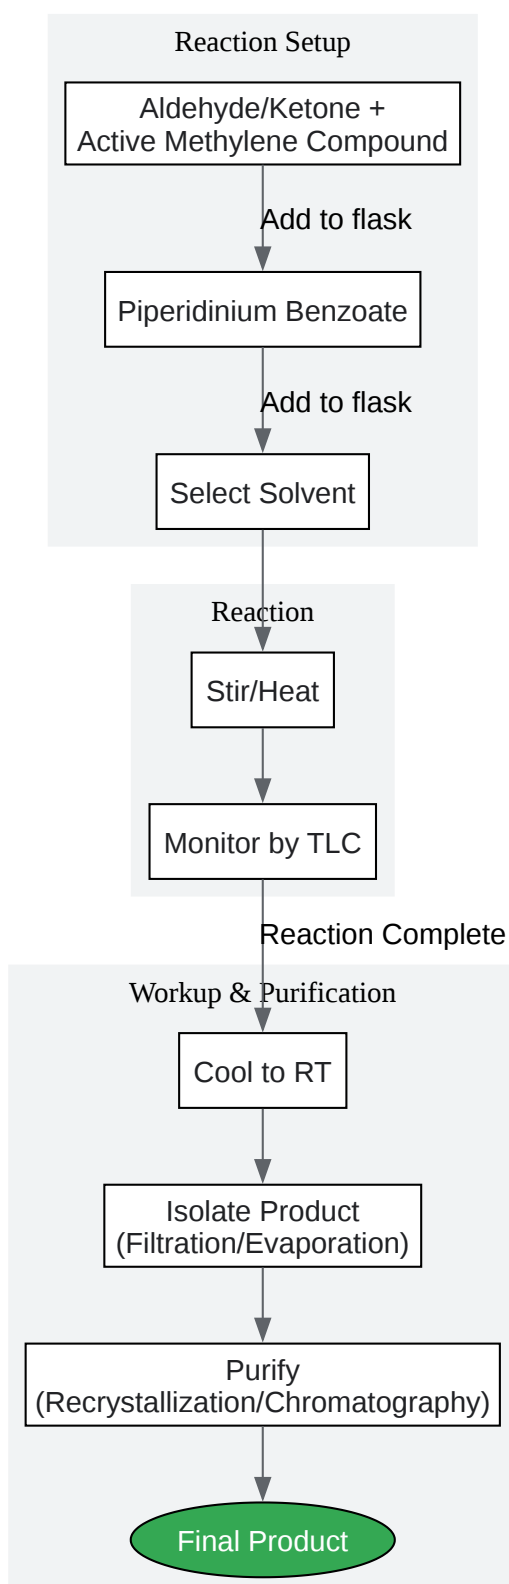 Reaction Setup
Aldehyde/Ketone +
Active Methylene Compound
Add to flask
Piperidinium Benzoate
Add to flask
Select Solvent
Reaction
Stir/Heat
Monitor by TLC
Reaction Complete
Workup & Purification
Cool to RT
Isolate Product
(Filtration/Evaporation)
Purify
(Recrystallization/Chromatography)
Final Product